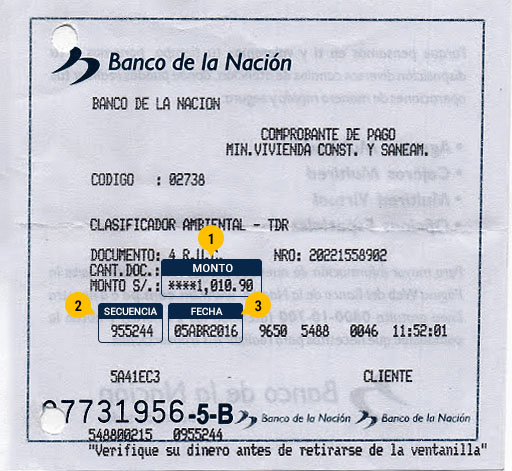 Banco de la Nación
BANCO DE LA NACION
COMPROBANTE DE PAGO
MIN.VIVIENDA CONST. Y SANEAM.
CODIGO : 02738
CLASIFICADOR AMBIENTAL - TDR
1
DOCUMENTO: 4 R.U.C. NRO: 20221558902
CANT.DOC.: MONTO
MONTO S/.: ****1,010.90
2 SECUENCIA FECHA 3
955244 05ABR2016 9650 5488 0046 11:52:01
5A41EC3 CLIENTE
07731956-5-B Banco de la Nación Banco de la Nación
548800215 0955244
"Verifique su dinero antes de retirarse de la ventanilla"